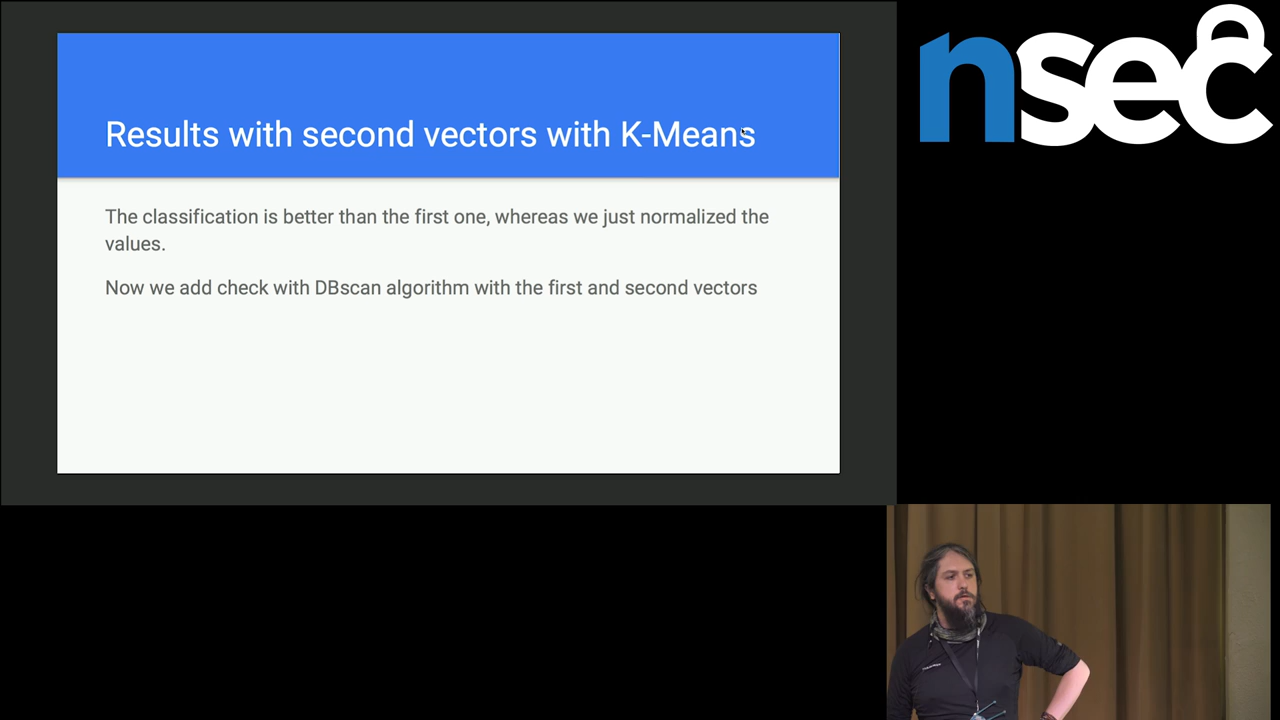 Results with second vectors with K-Means
The classification is better than the first one, whereas we just normalized the
values.
Now we add check with DBscan algorithm with the first and second vectors
nsec